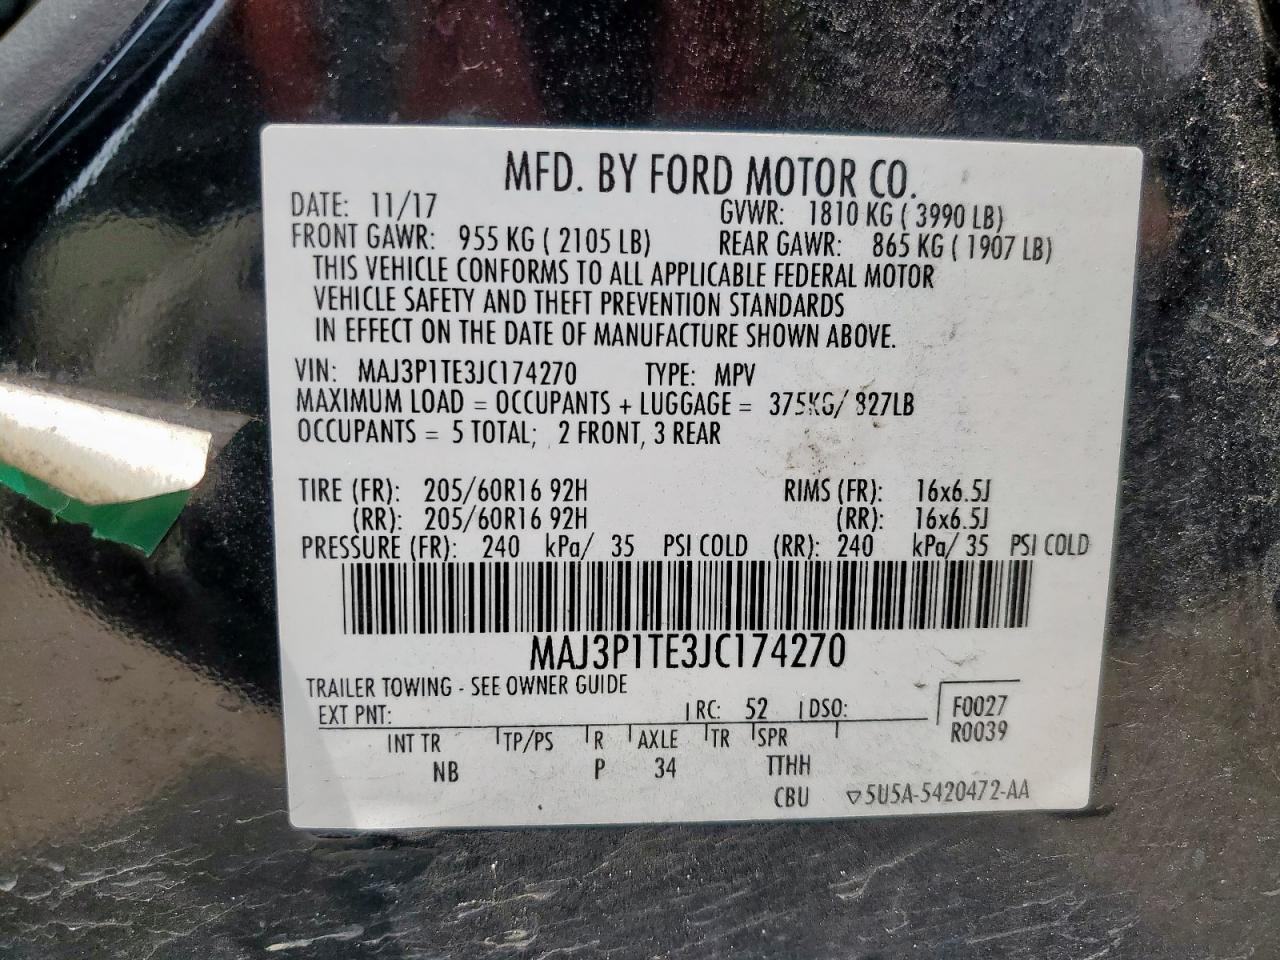 MFD. BY FORD MOTOR CO.
DATE: 11/17 GVWR: 1810 KG ( 3990 LB)
FRONT GAWR: 955 KG ( 2105 LB) REAR GAWR: 865 KG ( 1907 LB)
THIS VEHICLE CONFORMS TO ALL APPLICABLE FEDERAL MOTOR
VEHICLE SAFETY AND THEFT PREVENTION STANDARDS
IN EFFECT ON THE DATE OF MANUFACTURE SHOWN ABOVE.
VIN: MAJ3P1TE3JC174270 TYPE: MPV
MAXIMUM LOAD = OCCUPANTS + LUGGAGE = 375KG/ 827LB
OCCUPANTS = 5 TOTAL; 2 FRONT, 3 REAR
TIRE (FR): 205/60R16 92H RIMS (FR): 16x6.5J
(RR): 205/60R16 92H (RR): 16x6.5J
PRESSURE (FR): 240 kPa/ 35 PSI COLD (RR): 240 kPa/ 35 PSI COLD
MAJ3P1TE3JC174270
TRAILER TOWING - SEE OWNER GUIDE
EXT PNT: RC: 52 DSO: F0027
R0039
INT TR TP/PS R AXLE TR SPR
NB P 34 TTHH
CBU ▽5U5A-5420472-AA